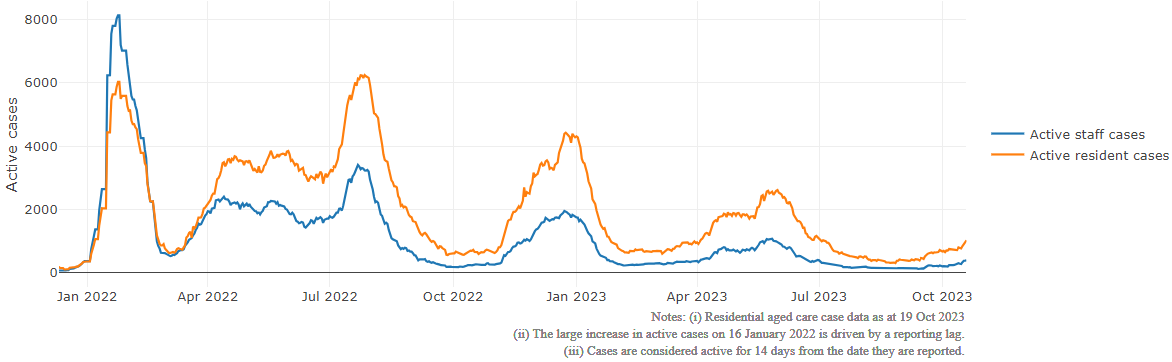 8000
6000
4000
2000
0
Active cases
Jan 2022
Apr 2022
Jul 2022
Oct 2022
Jan 2023
Apr 2023
Jul 2023
Oct 2023
Active staff cases
Active resident cases
Notes: (i) Residential aged care case data as at 19 Oct 2023
(ii) The large increase in active cases on 16 January 2022 is driven by a reporting lag.
(iii) Cases are considered active for 14 days from the date they are reported.